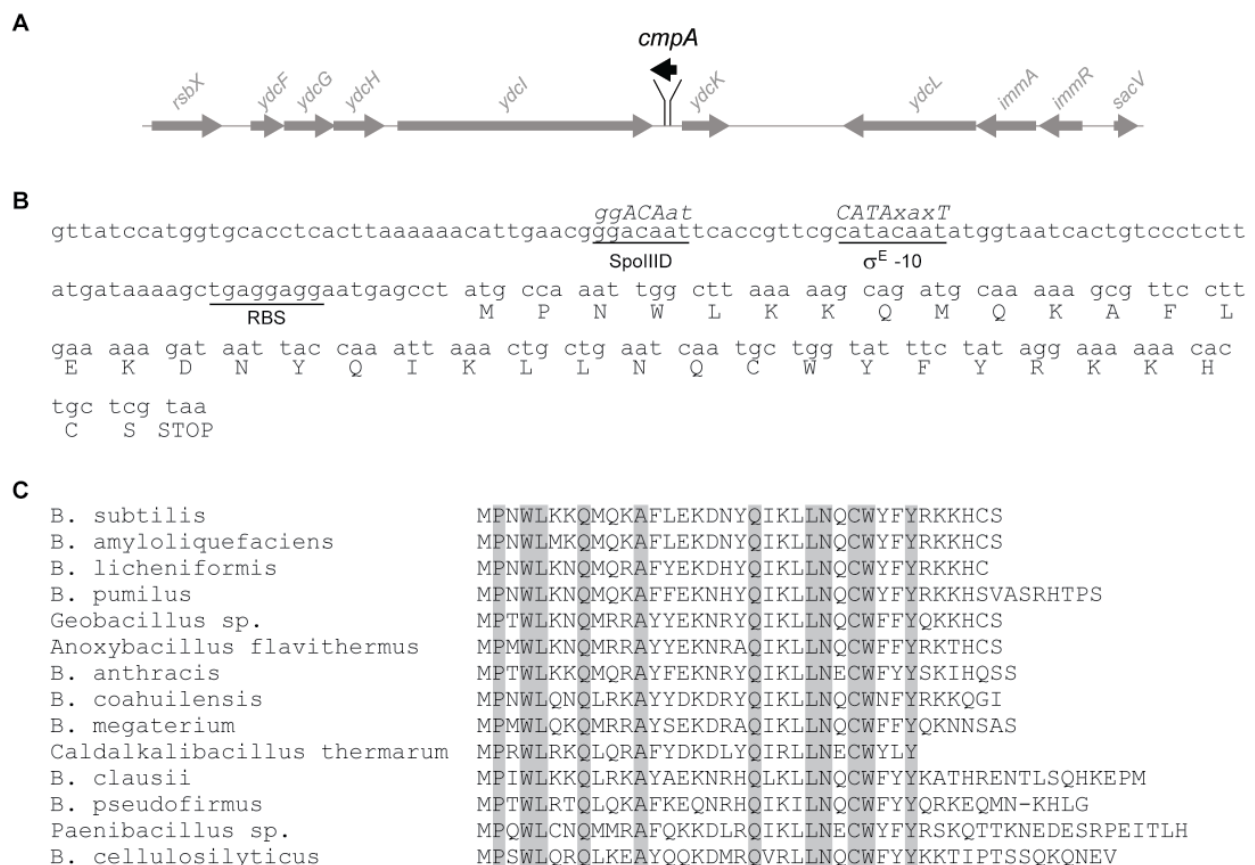 A
cmpA
rsbX ydcF ydcG ydcH ydcI ydcK ydcL immA immR sacV
B
ggACAat CATAxaxT
gttatccatggtgcacctcacttaaaaaacattgaacgggacaattcaccgttcgcatacaatatggtaatcactgtccctctt
SpoIIID σE -10
atgataaaagctgaggaggaatgagcct atg cca aat tgg ctt aaa aag cag atg caa aaa gcg ttc ctt
RBS M P N W L K K Q M Q K A F L
gaa aaa gat aat tac caa att aaa ctg ctg aat caa tgc tgg tat ttc tat agg aaa aaa cac
E K D N Y Q I K L L N Q C W Y F Y R K K H
tgc tcg taa
C S STOP
C
B. subtilis MPNWLKKQMQKAFLEKDNYQIKLLNQCWYFYRKKHCS
B. amyloliquefaciens MPNWLMKQMQKAFLEKDNYQIKLLNQCWYFYRKKHCS
B. licheniformis MPNWLKNQMQRAFYEKDHYQIKLLNQCWYFYRKKHC
B. pumilus MPNWLKNQMQKAFFEKNHYQIKLLNQCWYFYRKKHSVASRHTPS
Geobacillus sp. MPTWLKNQMRRAYYEKNRYQIKLLNQCWFFYQKKHCS
Anoxybacillus flavithermus MPMWLKNQMRRAYYEKNRAQIKLLNECWFFYRKTHCS
B. anthracis MPTWLKKQMQRAYFEKNRYQIKLLNECWFYYSKIHQSS
B. coahuilensis MPNWLQNQLRKAYYDKDRYQIKLLNQCWNFYRKKQGI
B. megaterium MPMWLQKQMRRAYSEKDRAQIKLLNQCWFFYQKNNSAS
Caldalkalibacillus thermarum MPRWLRKQLQRAFYDKDLYQIRLLNECWYLY
B. clausii MPIWLKKQLRKAYAEKNRHQLKLLNQCWFYYKATHRENTLSQHKEPM
B. pseudofirmus MPTWLRTQLQKAFKEQNRHQIKILNQCWFYYQRKEQMN-KHLG
Paenibacillus sp. MPQWLCNQMMRAFQKKDLRQIKLLNECWFYYRSKQTTKNEDESRPEITLH
B. cellulosilyticus MPSWLQRQLKEAYQQKDMRQVRLLNECWYLYKKTIPTSSQKQNEV